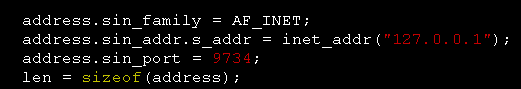 address.sin_family = AF_INET;
address.sin_addr.s_addr = inet_addr("127.0.0.1");
address.sin_port = 9734;
len = sizeof(address);